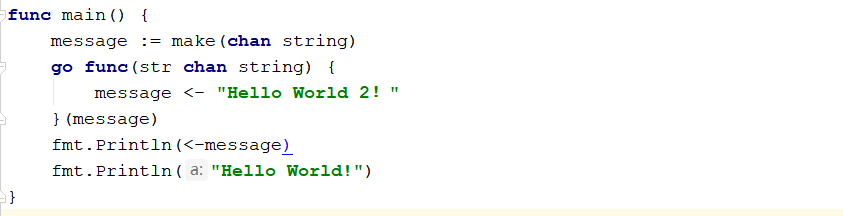 func main() {
    message := make(chan string)
    go func(str chan string) {
        message <- "Hello World 2! "
    }(message)
    fmt.Println(<-message)
    fmt.Println( a: "Hello World!")
}